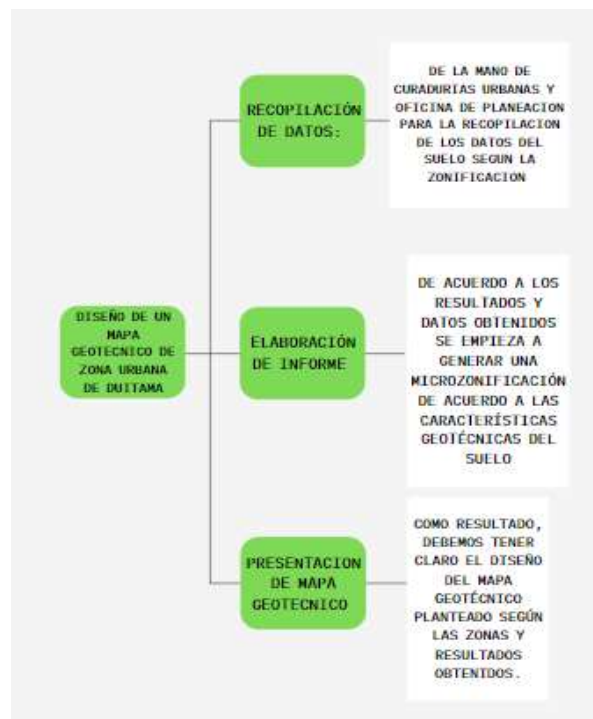 DISEÑO DE UN
MAPA
GEOTECNICO DE
ZONA URBANA
DE DUITAMA
RECOPILACIÓN
DE DATOS:
DE LA MANO DE
CURADURIAS URBANAS Y
OFICINA DE PLANEACION
PARA LA RECOPILACION
DE LOS DATOS DEL
SUELO SEGUN LA
ZONIFICACION
ELABORACIÓN
DE INFORME
DE ACUERDO A LOS
RESULTADOS Y
DATOS OBTENIDOS
SE EMPIEZA A
GENERAR UNA
MICROZONIFICACIÓN
DE ACUERDO A LAS
CARACTERÍSTICAS
GEOTÉCNICAS DEL
SUELO
PRESENTACION
DE MAPA
GEOTECNICO
COMO RESULTADO,
DEBEMOS TENER
CLARO EL DISEÑO
DEL MAPA
GEOTÉCNICO
PLANTEADO SEGÚN
LAS ZONAS Y
RESULTADOS
OBTENIDOS.